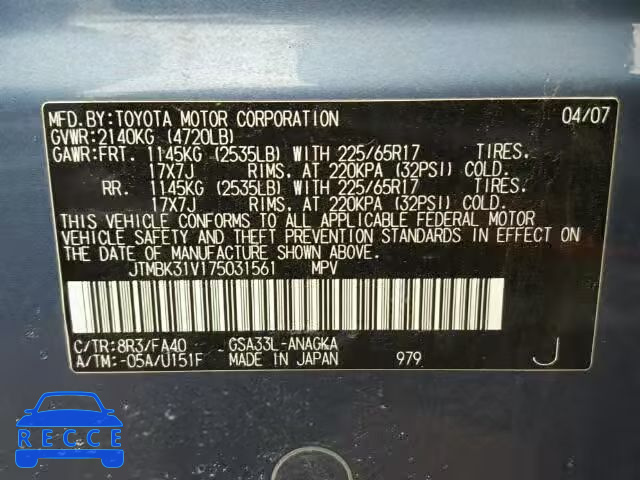 MFD.BY:TOYOTA MOTOR CORPORATION 04/07
GVWR:2140KG (4720LB)
GAWR:FRT. 1145KG (2535LB) WITH 225/65R17 TIRES.
17X7J RIMS. AT 220KPA (32PSI) COLD.
RR. 1145KG (2535LB) WITH 225/65R17 TIRES.
17X7J RIMS. AT 220KPA (32PSI) COLD.
THIS VEHICLE CONFORMS TO ALL APPLICABLE FEDERAL MOTOR
VEHICLE SAFETY AND THEFT PREVENTION STANDARDS IN EFFECT ON
THE DATE OF MANUFACTURE SHOWN ABOVE.
JTMBK31V175031561 MPV
C/TR:8R3/FA40 GSA33L-ANAGKA
A/TM:-05A/U151F MADE IN JAPAN 979 J
RECCE